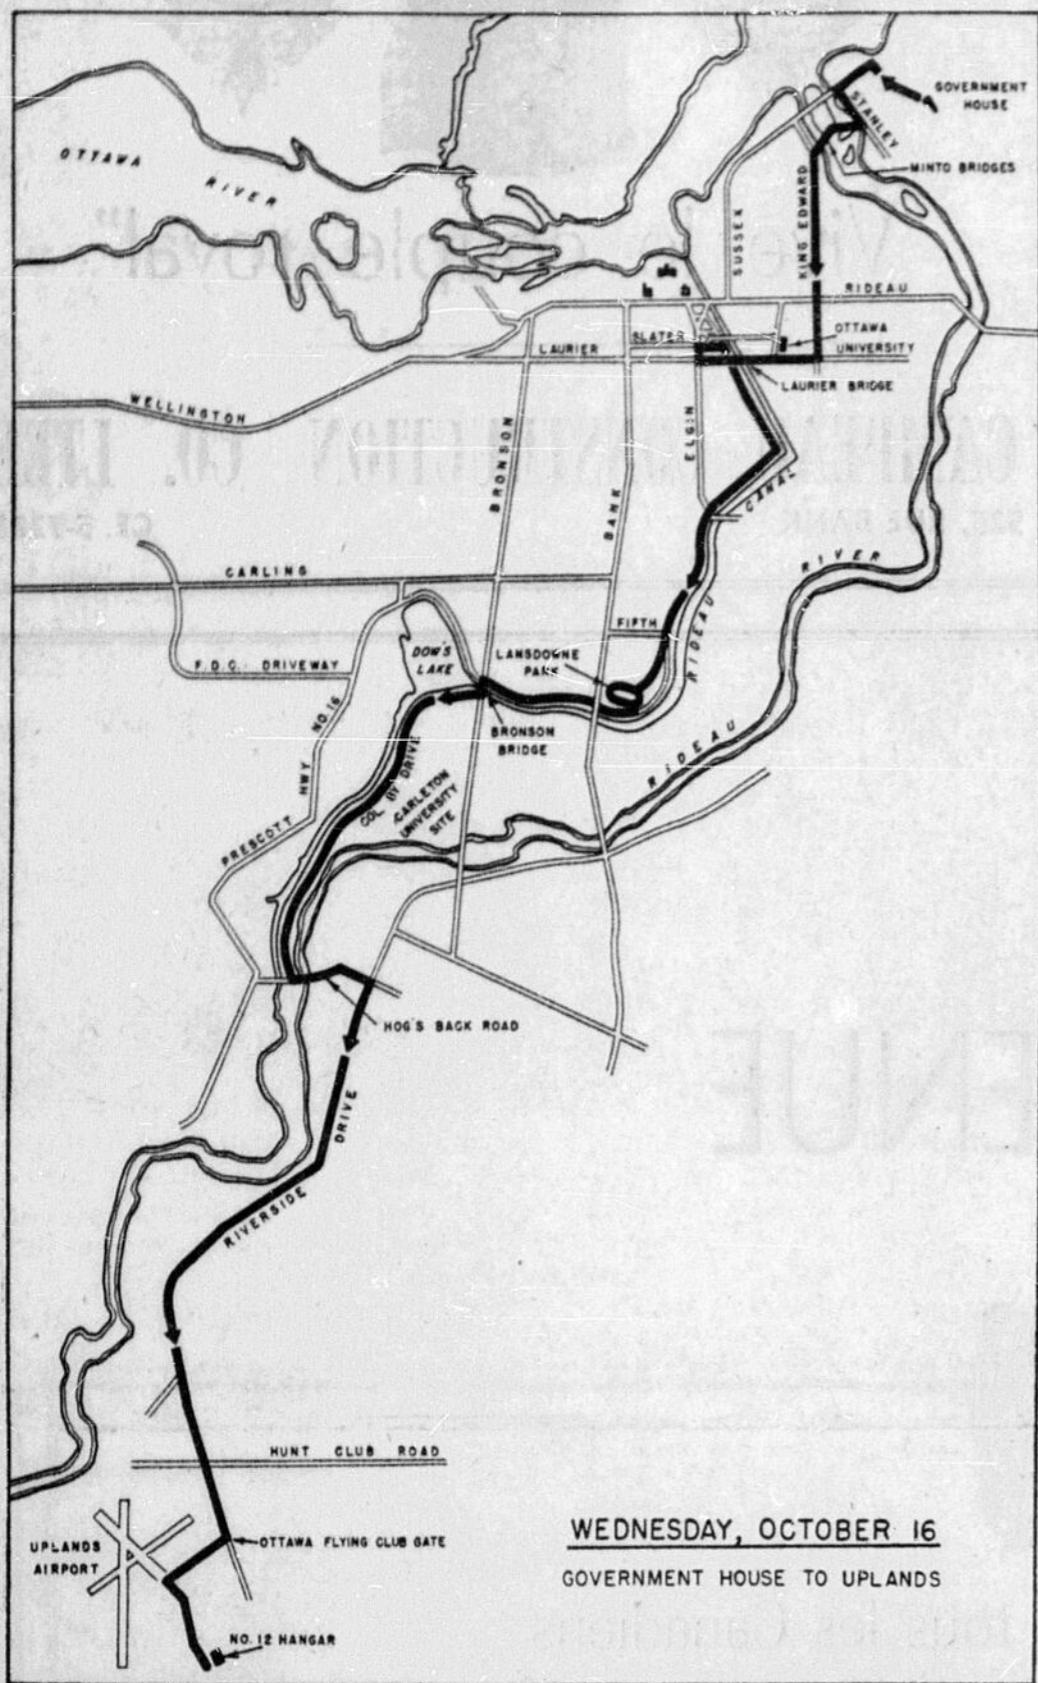 GOVERNMENT
HOUSE
STANLEY
MINTO BRIDGES
OTTAWA
RIVER
SUSSEX
KING EDWARD
RIDEAU
SLATER
OTTAWA
UNIVERSITY
LAURIER
LAURIER BRIDGE
WELLINGTON
BRONSON
BANK
ELGIN
CANAL
RIDEAU
RIVER
CARLING
FIFTH
F.D.C. DRIVEWAY
DOW'S
LAKE
LANSDOWNE
PARK
NO. 16
HWY
PRESCOTT
BRONSON
BRIDGE
RIDEAU
COL. BY DRIVE
CARLETON
UNIVERSITY
SITE
HOG'S BACK ROAD
DRIVE
RIVERSIDE
HUNT CLUB ROAD
UPLANDS
AIRPORT
OTTAWA FLYING CLUB GATE
NO. 12 HANGAR
WEDNESDAY, OCTOBER 16
GOVERNMENT HOUSE TO UPLANDS